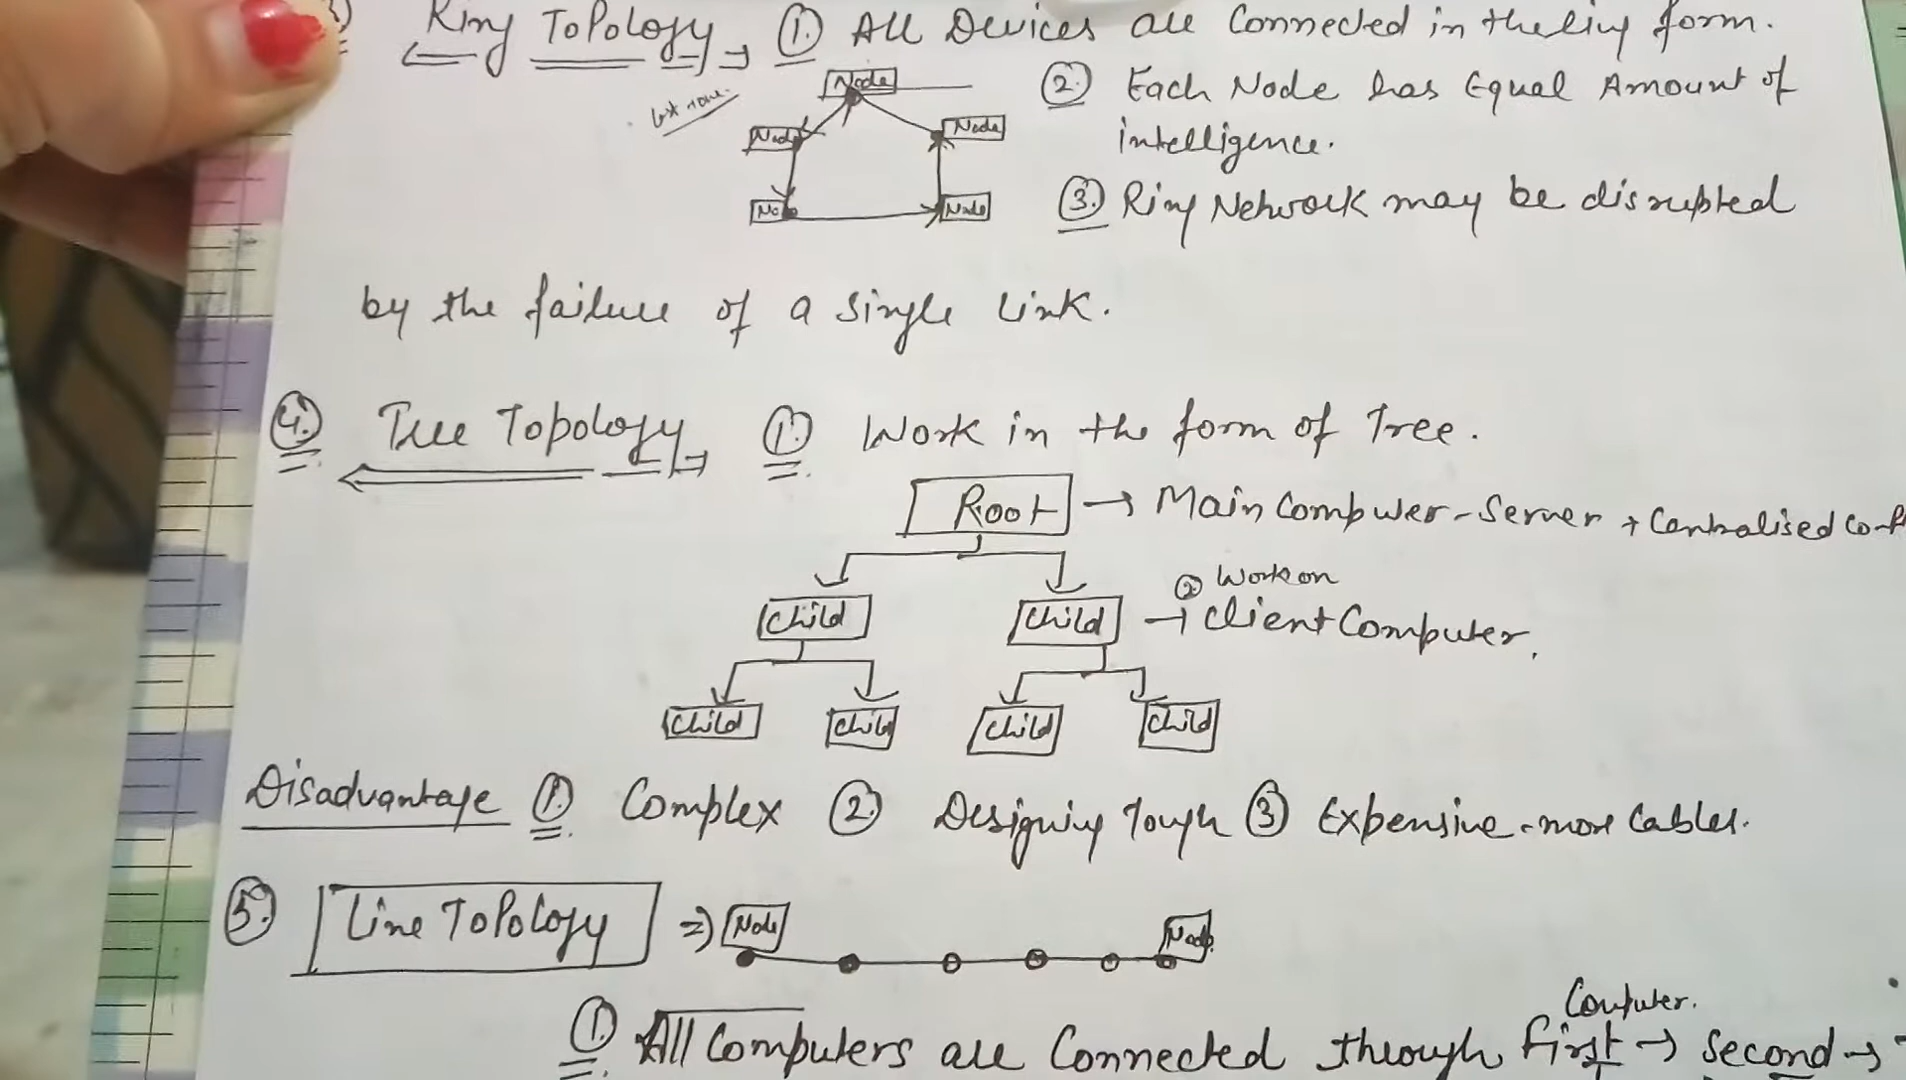 Ring Topology → ① All Devices are Connected in the ring form.
Node
② Each Node has Equal Amount of
Node Node
intelligence.
No Node
③ Ring Network may be disrupted
by the failure of a single link.
④. Tree Topology → ① Work in the form of Tree.
Root → Main Computer - Server + Centralised
② Work on
Child Child → Client Computer.
Child Child Child Child
Disadvantage ① Complex ② Designing Tough ③ Expensive - more Cables.
⑤. Line Topology ⇒ Node Node
Computer.
① All Computers are Connected through First → Second →